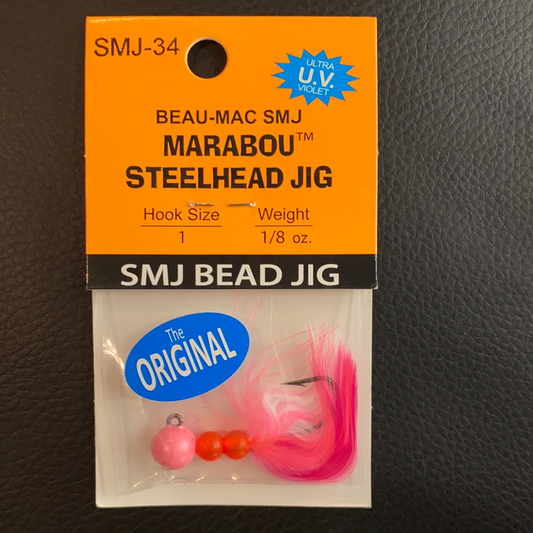 SMJ-34
ULTRA
U.V.
VIOLET
BEAU-MAC SMJ
MARABOU™
STEELHEAD JIG
Hook Size Weight
1 1/8 oz.
SMJ BEAD JIG
The
ORIGINAL